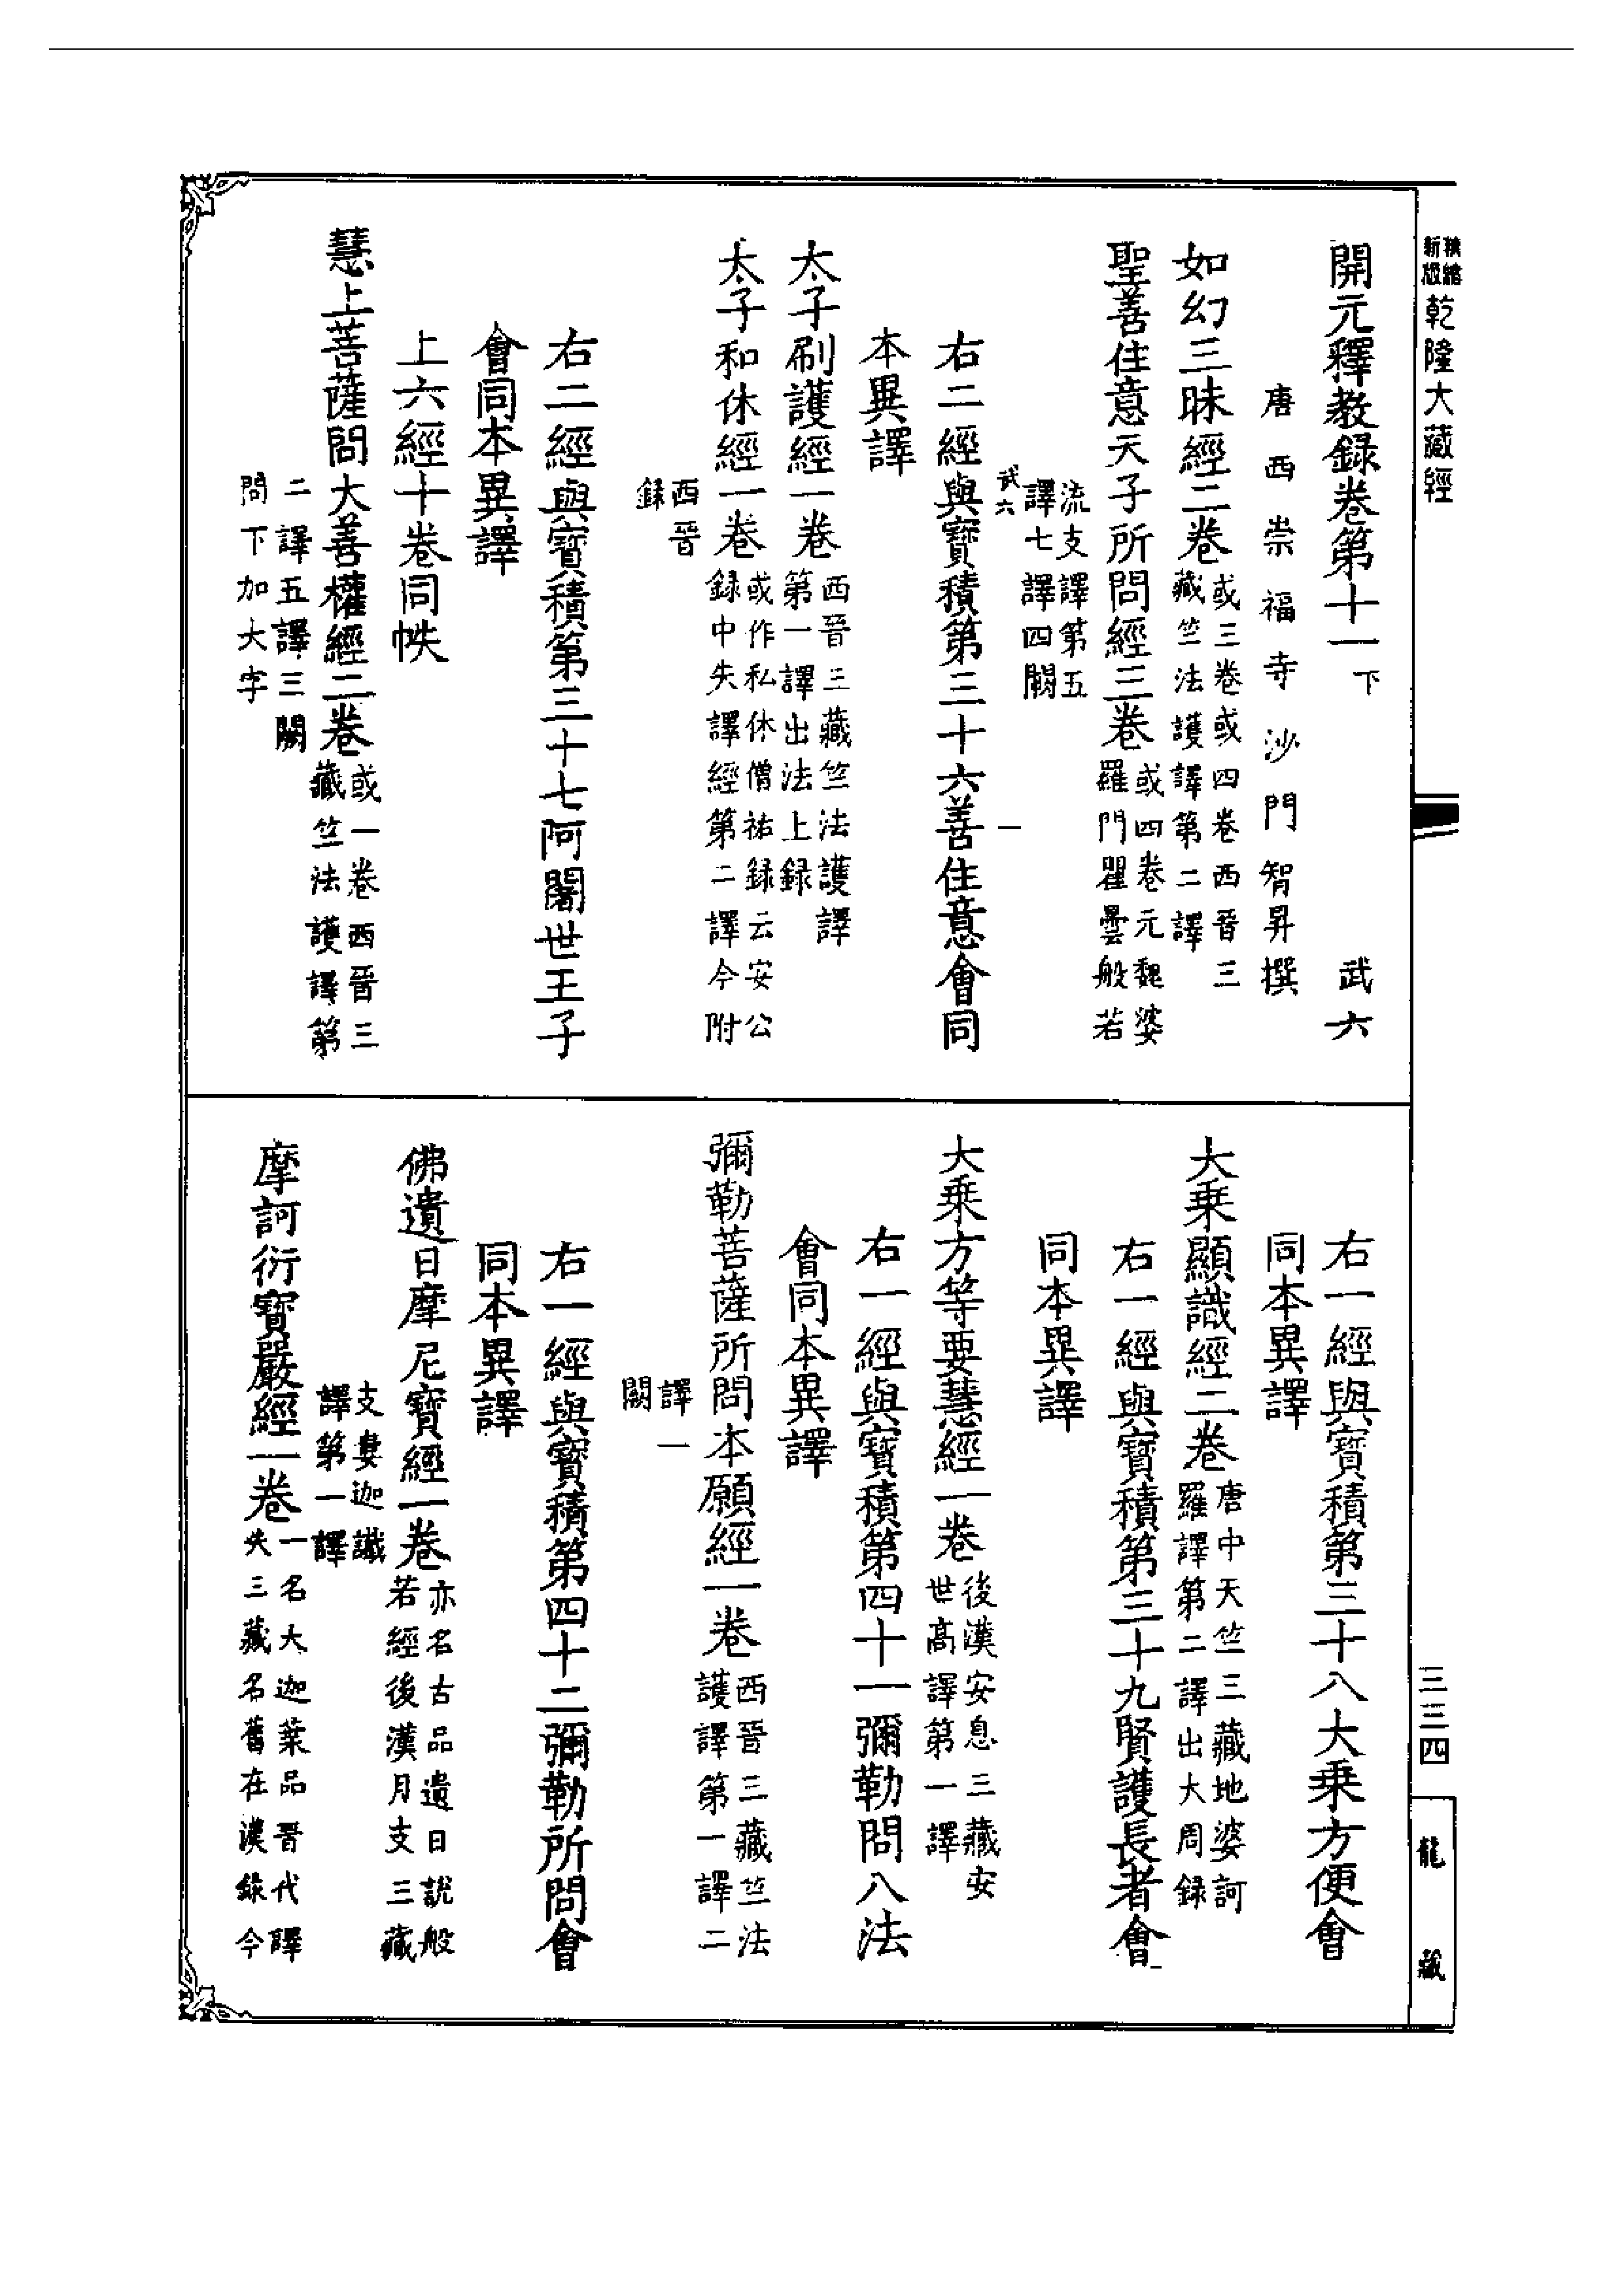 精縮新版乾隆大藏經
開元釋教録卷第十一下 武六
唐西崇福寺沙門智昇撰
如幻三昧經二卷
或三卷或四卷西晉三
藏竺法護譯第二譯
聖善住意天子所問經三卷
或四卷元魏婆
羅門瞿曇般若
流支譯第五
譯七譯四闕
武六 一
右二經與寶積第三十六善住意會同
本異譯
太子刷護經一卷
西晉三藏竺法護譯
第一譯出法上録
太子和休經一卷
或作私休僧祐録云安公
録中失譯經第二譯今附
西晉
録
右二經與寶積第三十七阿闍世王子
會同本異譯
上六經十卷同帙
慧上菩薩問大善權經二卷
或一卷西晉三
藏竺法護譯第
二譯五譯三闕
問下加大字
右一經與寶積第三十八大乗方便會
同本異譯
大乗顯識經二卷
唐中天竺三藏地婆訶
羅譯第二譯出大周録
右一經與寶積第三十九賢護長者會
同本異譯
大乗方等要慧經一卷
後漢安息三藏安
世高譯第一譯
右一經與寶積第四十一彌勒問八法
會同本異譯
彌勒菩薩所問本願經一卷
西晉三藏竺法
護譯第一譯二
譯一
闕
右一經與寶積第四十二彌勒所問會
同本異譯
佛遺日摩尼寶經一卷
亦名古品遺日說般
若經後漢月支三藏
支婁迦讖
譯第一譯
摩訶衍寶嚴經一卷
一名大迦葉品晉代譯
失三藏名舊在漢錄今
三三四
龍藏